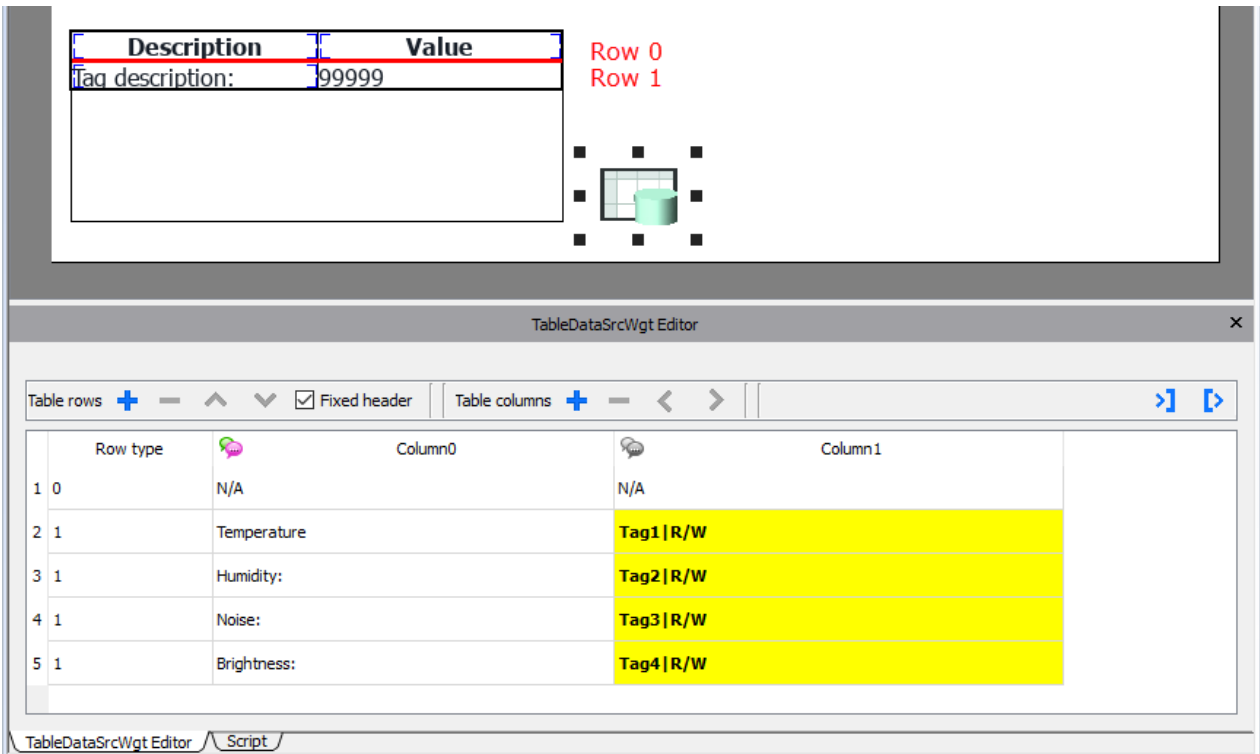 Description Value Row 0
Tag description: 99999 Row 1
TableDataSrcWgt Editor ×
Table rows Fixed header Table columns
Row type Column0 Column1
1 0 N/A N/A
2 1 Temperature Tag1|R/W
3 1 Humidity: Tag2|R/W
4 1 Noise: Tag3|R/W
5 1 Brightness: Tag4|R/W
TableDataSrcWgt Editor Script